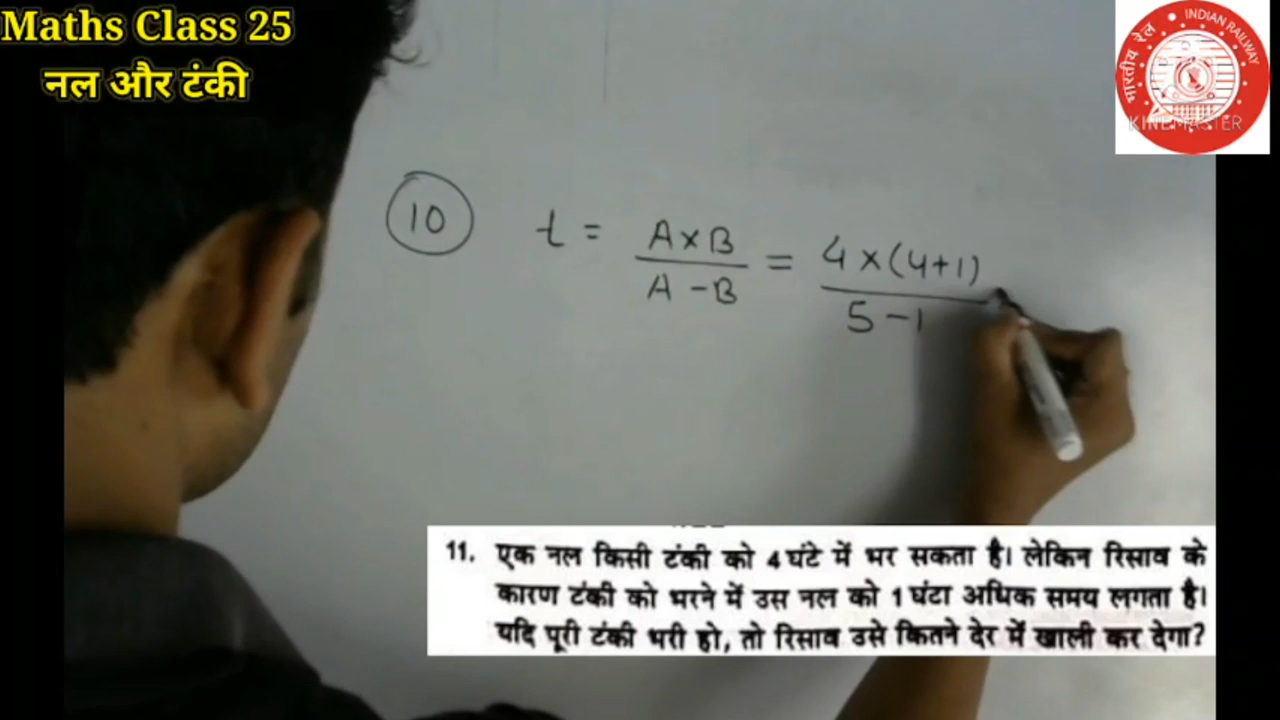 Maths Class 25
नल और टंकी
भारतीय रेल
INDIAN RAILWAY
KINEMASTER
10 t = A×B / A-B = 4×(4+1) / 5-1
11. एक नल किसी टंकी को 4 घंटे में भर सकता है। लेकिन रिसाव के
कारण टंकी को भरने में उस नल को 1 घंटा अधिक समय लगता है।
यदि पूरी टंकी भरी हो, तो रिसाव उसे कितने देर में खाली कर देगा?